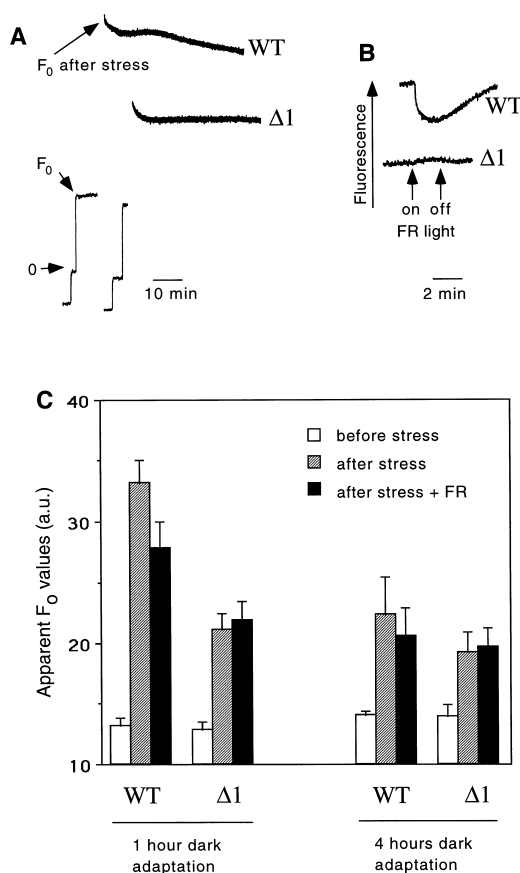 A
WT
F0 after stress
Δ1
F0
0
10 min
B
Fluorescence
WT
Δ1
on off
FR light
2 min
C
Apparent FO values (a.u.)
40
30
20
10
before stress
after stress
after stress + FR
WT Δ1 WT Δ1
1 hour dark
adaptation
4 hours dark
adaptation